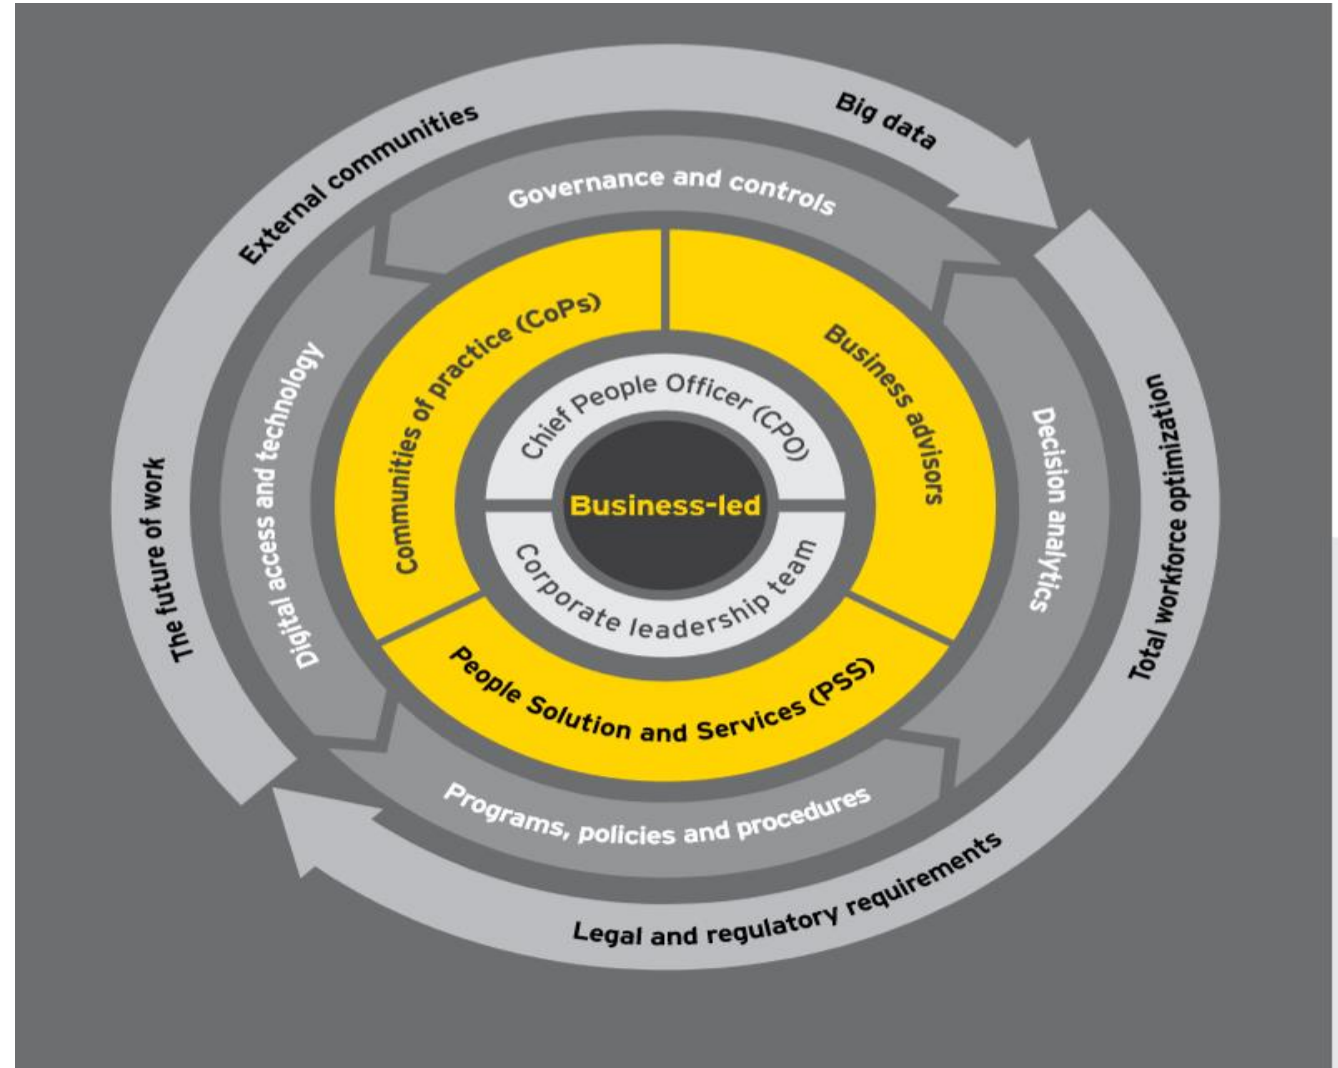 External communities
Big data
Governance and controls
Communities of practice (CoPs)
Business advisors
Chief People Officer (CPO)
Business-led
Corporate leadership team
Digital access and technology
Decision analytics
The future of work
Total workforce optimization
People Solution and Services (PSS)
Programs, policies and procedures
Legal and regulatory requirements